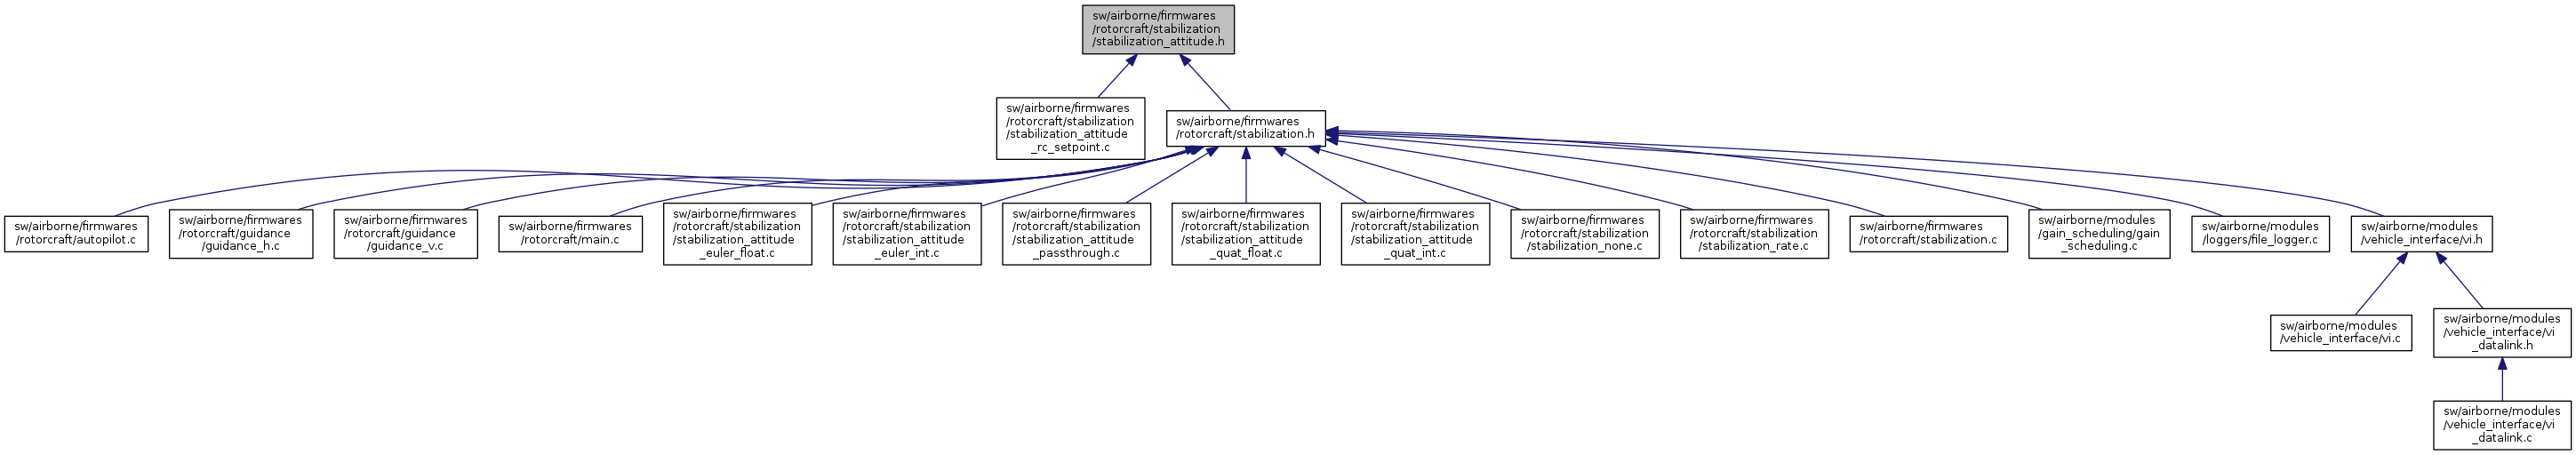 sw/airborne/firmwares
/rotorcraft/stabilization
/stabilization_attitude.h
sw/airborne/firmwares
/rotorcraft/stabilization
/stabilization_attitude
_rc_setpoint.c
sw/airborne/firmwares
/rotorcraft/stabilization.h
sw/airborne/firmwares
/rotorcraft/autopilot.c
sw/airborne/firmwares
/rotorcraft/guidance
/guidance_h.c
sw/airborne/firmwares
/rotorcraft/guidance
/guidance_v.c
sw/airborne/firmwares
/rotorcraft/main.c
sw/airborne/firmwares
/rotorcraft/stabilization
/stabilization_attitude
_euler_float.c
sw/airborne/firmwares
/rotorcraft/stabilization
/stabilization_attitude
_euler_int.c
sw/airborne/firmwares
/rotorcraft/stabilization
/stabilization_attitude
_passthrough.c
sw/airborne/firmwares
/rotorcraft/stabilization
/stabilization_attitude
_quat_float.c
sw/airborne/firmwares
/rotorcraft/stabilization
/stabilization_attitude
_quat_int.c
sw/airborne/firmwares
/rotorcraft/stabilization
/stabilization_none.c
sw/airborne/firmwares
/rotorcraft/stabilization
/stabilization_rate.c
sw/airborne/firmwares
/rotorcraft/stabilization.c
sw/airborne/modules
/gain_scheduling/gain
_scheduling.c
sw/airborne/modules
/loggers/file_logger.c
sw/airborne/modules
/vehicle_interface/vi.h
sw/airborne/modules
/vehicle_interface/vi.c
sw/airborne/modules
/vehicle_interface/vi
_datalink.h
sw/airborne/modules
/vehicle_interface/vi
_datalink.c